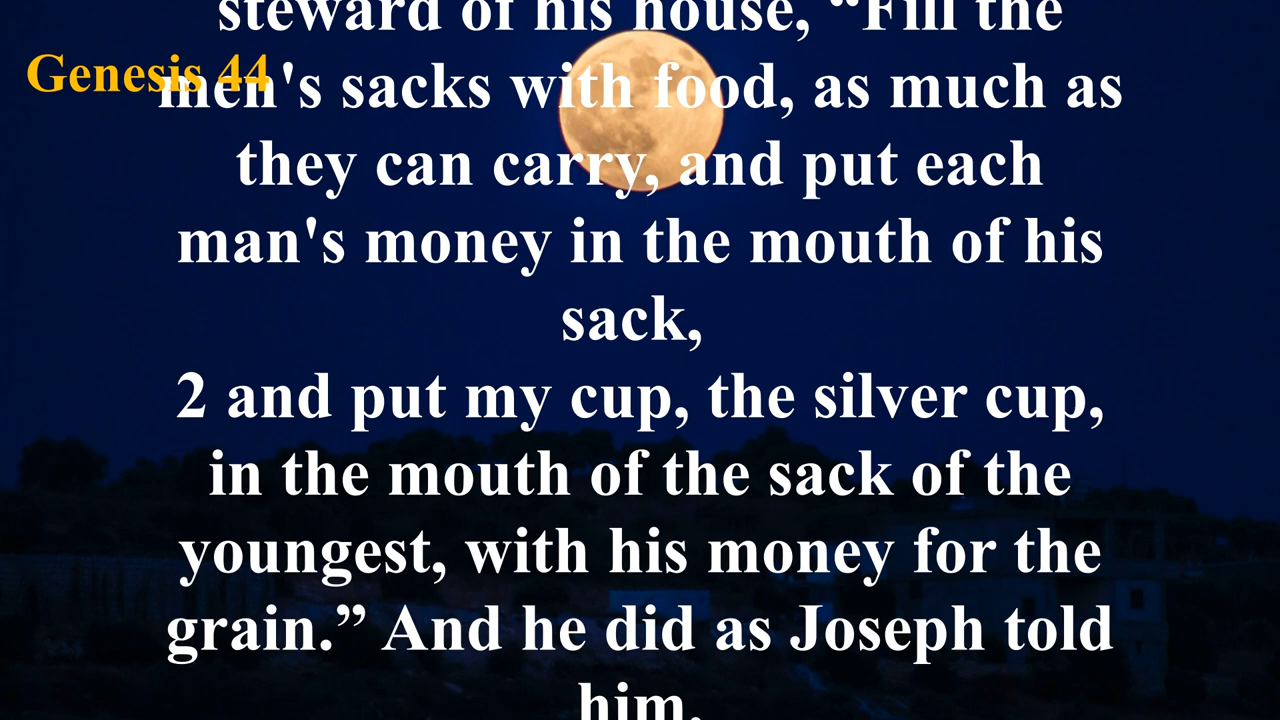 steward of his house, “Fill the
Genesis 44
men's sacks with food, as much as
they can carry, and put each
man's money in the mouth of his
sack,
2 and put my cup, the silver cup,
in the mouth of the sack of the
youngest, with his money for the
grain.” And he did as Joseph told
him.